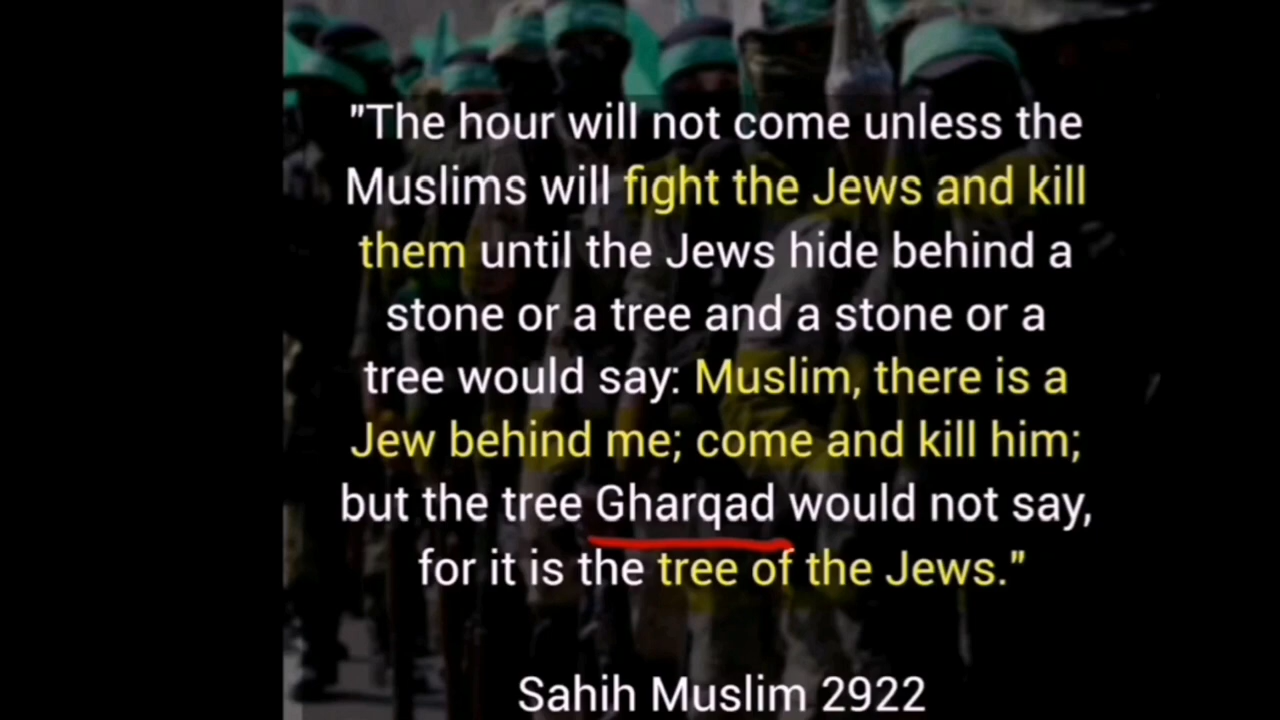 "The hour will not come unless the
Muslims will fight the Jews and kill
them until the Jews hide behind a
stone or a tree and a stone or a
tree would say: Muslim, there is a
Jew behind me; come and kill him;
but the tree Gharqad would not say,
for it is the tree of the Jews."
Sahih Muslim 2922